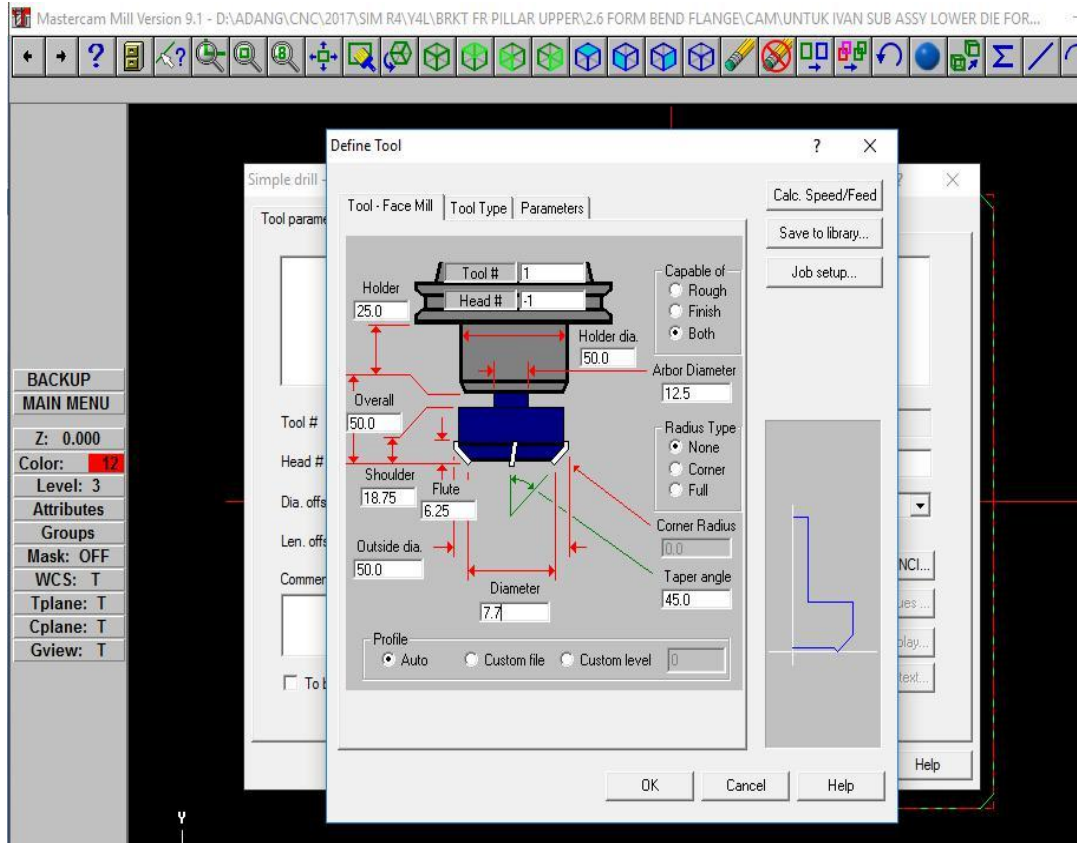 Mastercam Mill Version 9.1 - D:\ADANG\CNC\2017\SIM R4\Y4L\BRKT FR PILLAR UPPER\2.6 FORM BEND FLANGE\CAM\UNTUK IVAN SUB ASSY LOWER DIE FOR...
BACKUP
MAIN MENU
Z: 0.000
Color: 12
Level: 3
Attributes
Groups
Mask: OFF
WCS: T
Tplane: T
Cplane: T
Gview: T
Simple drill -
Tool parame
Tool #
Head #
Dia. offs
Len. offs
Commen
To b
NCI...
ues ...
play...
text...
Help
Define Tool
? X
Tool - Face Mill
Tool Type
Parameters
Calc. Speed/Feed
Save to library...
Job setup...
Tool # 1
Head # -1
Holder
25.0
Holder dia.
50.0
Capable of
Rough
Finish
Both
Arbor Diameter
12.5
Overall
50.0
Radius Type
None
Corner
Full
Shoulder
18.75
Flute
6.25
Corner Radius
0.0
Outside dia.
50.0
Taper angle
45.0
Diameter
7.7
Profile
Auto
Custom file
Custom level
0
OK
Cancel
Help
Y